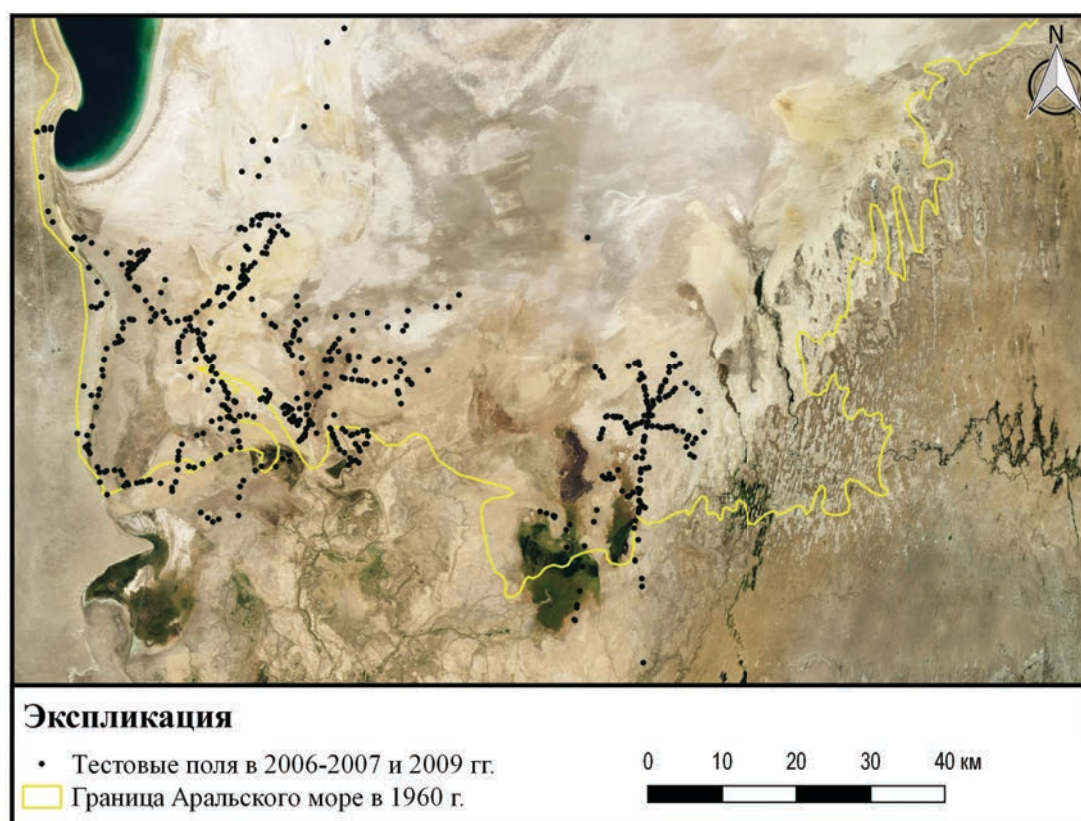 N
Экспликация
Тестовые поля в 2006-2007 и 2009 гг.
Граница Аральского море в 1960 г.
0 10 20 30 40 км